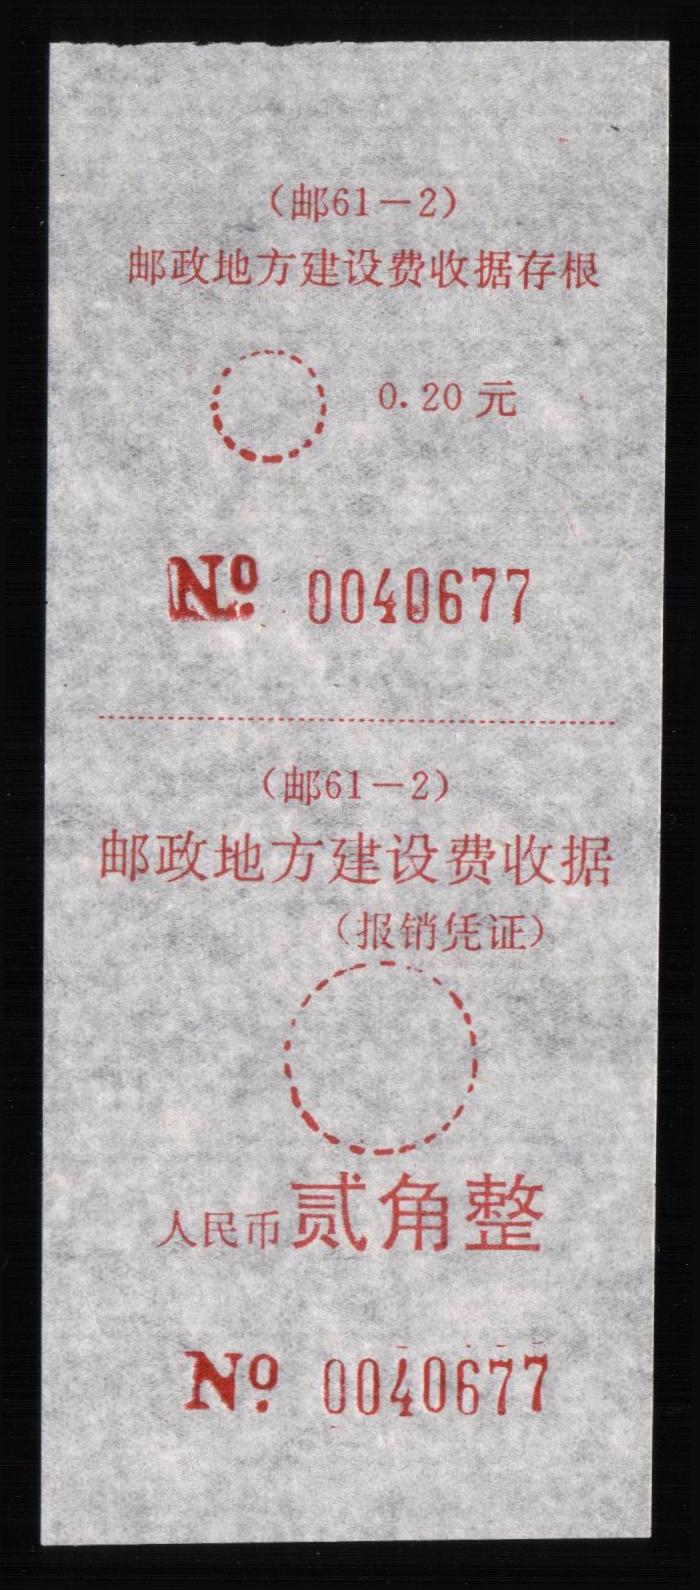 （邮61－2）
邮政地方建设费收据存根
0.20 元
№ 0040677
（邮61－2）
邮政地方建设费收据
（报销凭证）
人民币贰角整
№ 0040677